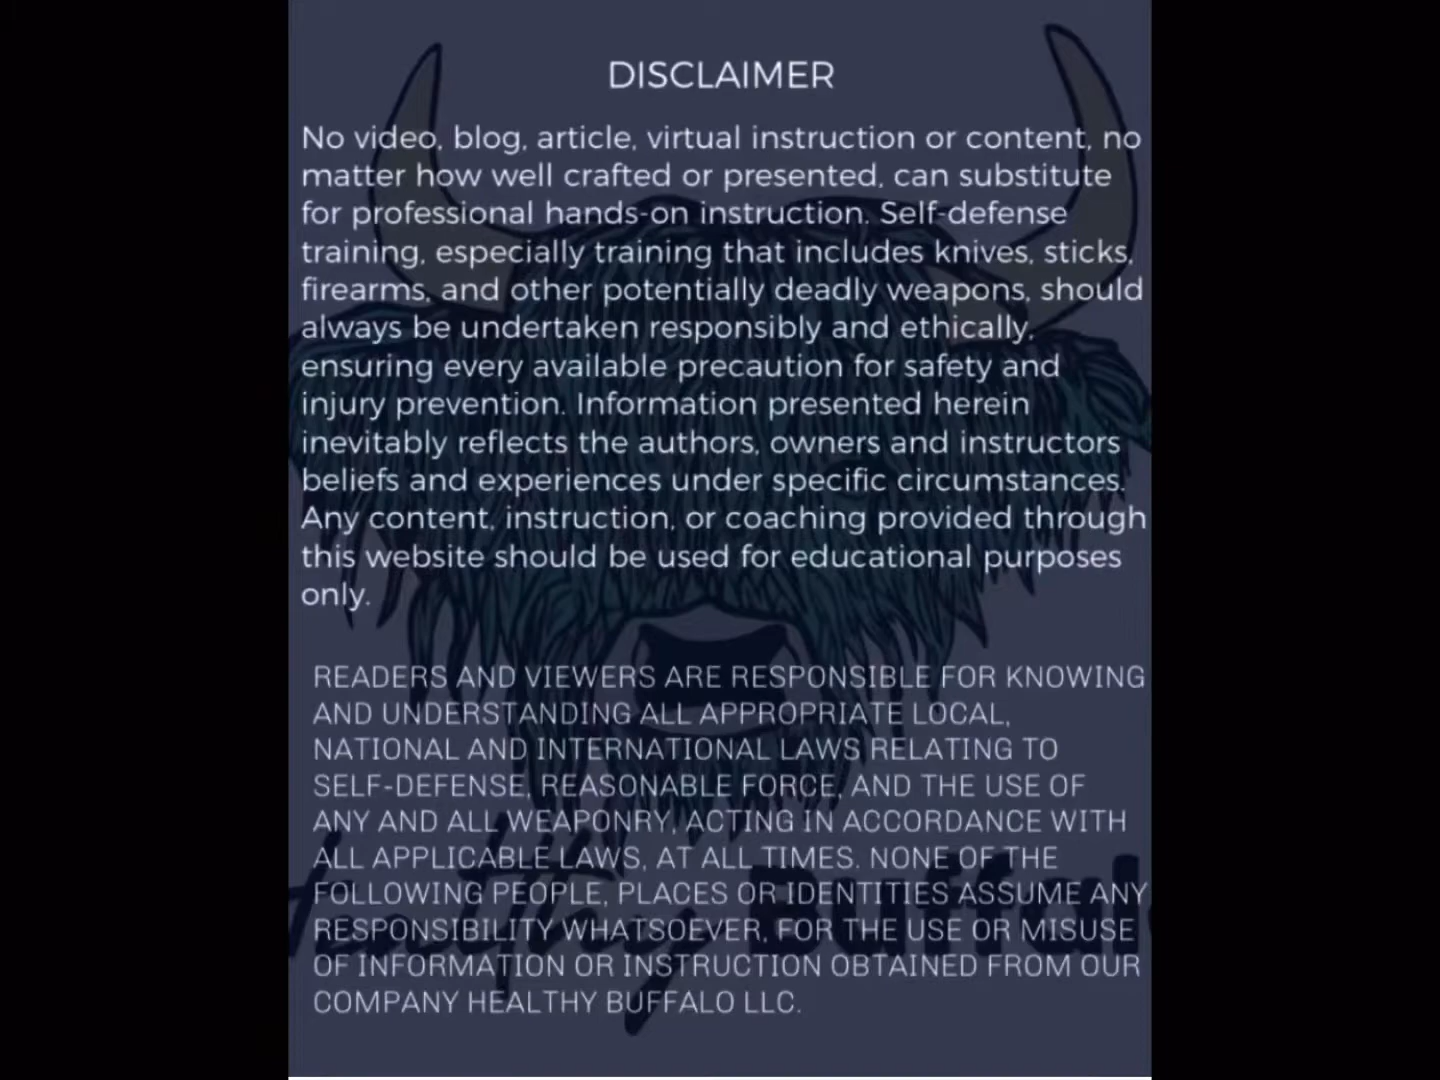 DISCLAIMER
No video, blog, article, virtual instruction or content, no
matter how well crafted or presented, can substitute
for professional hands-on instruction. Self-defense
training, especially training that includes knives, sticks,
firearms, and other potentially deadly weapons, should
always be undertaken responsibly and ethically,
ensuring every available precaution for safety and
injury prevention. Information presented herein
inevitably reflects the authors, owners and instructors
beliefs and experiences under specific circumstances.
Any content, instruction, or coaching provided through
this website should be used for educational purposes
only.
READERS AND VIEWERS ARE RESPONSIBLE FOR KNOWING
AND UNDERSTANDING ALL APPROPRIATE LOCAL,
NATIONAL AND INTERNATIONAL LAWS RELATING TO
SELF-DEFENSE, REASONABLE FORCE, AND THE USE OF
ANY AND ALL WEAPONRY, ACTING IN ACCORDANCE WITH
ALL APPLICABLE LAWS, AT ALL TIMES. NONE OF THE
FOLLOWING PEOPLE, PLACES OR IDENTITIES ASSUME ANY
RESPONSIBILITY WHATSOEVER, FOR THE USE OR MISUSE
OF INFORMATION OR INSTRUCTION OBTAINED FROM OUR
COMPANY HEALTHY BUFFALO LLC.